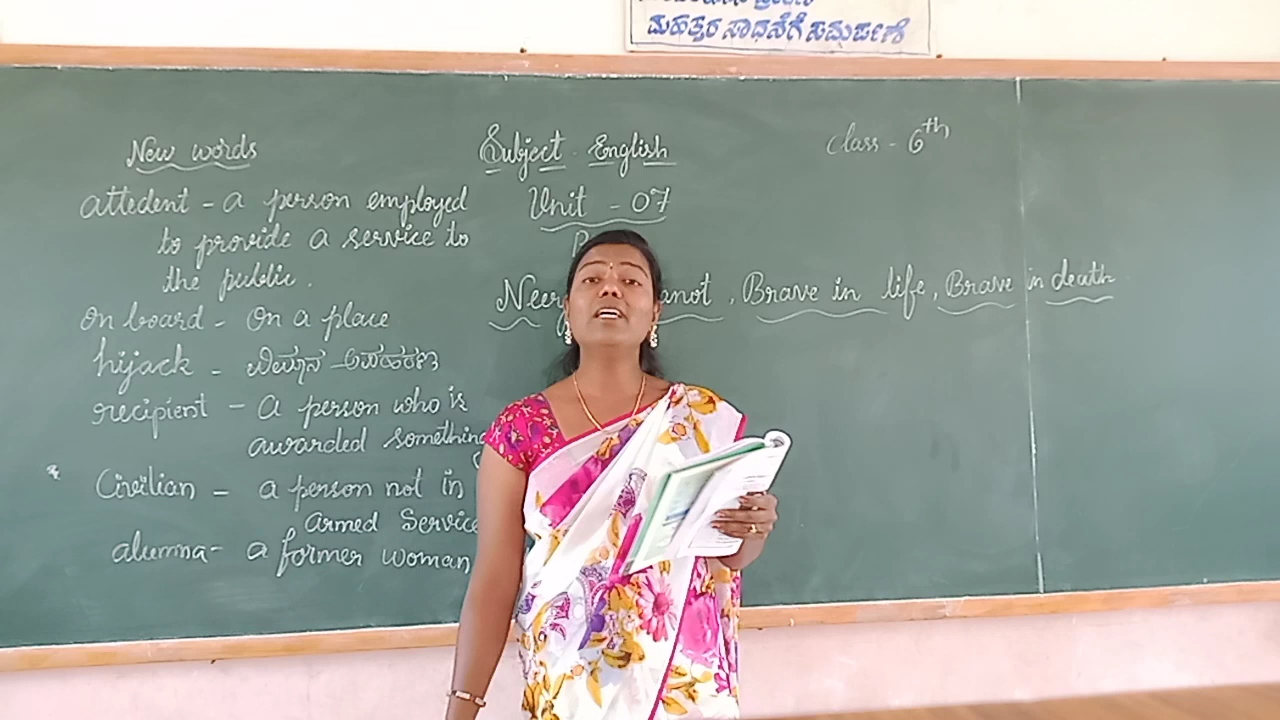 ಮಹತ್ತರ ಸಾಧನೆಗೆ ಸಮರ್ಪಣೆ
New words
attedent - a person employed
to provide a service to
the public.
On board - On a place
hijack - ವಿಮಾನ ಅಪಹರಣ
recipient - a person who is
awarded something
Civilian - a person not in
Armed Service
alumna - a former woman
Subject - English
Unit - 07
class - 6th
Neer anot, Brave in life, Brave in death